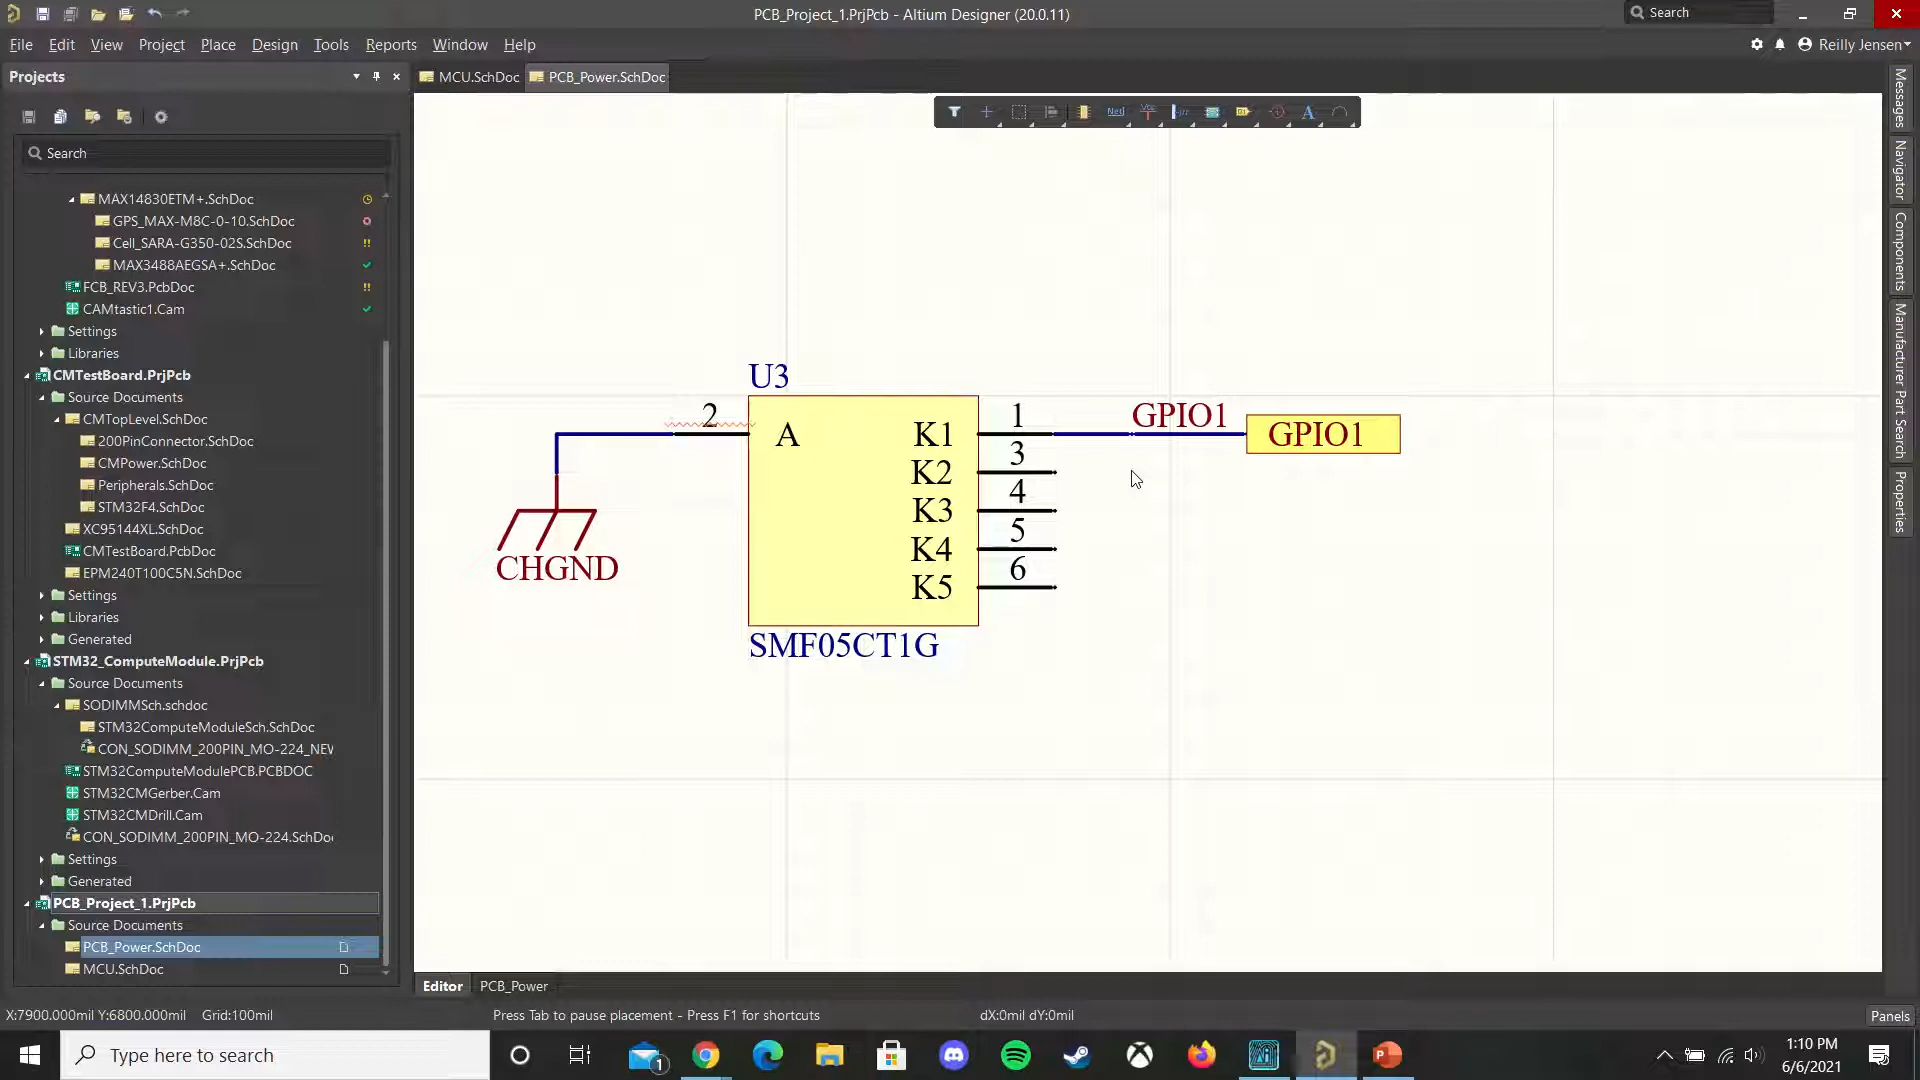 PCB_Project_1.PrjPcb - Altium Designer (20.0.11)
Search
File Edit View Project Place Design Tools Reports Window Help
Reilly Jensen
Projects
MCU.SchDoc
PCB_Power.SchDoc
Search
MAX14830ETM+.SchDoc
GPS_MAX-M8C-0-10.SchDoc
Cell_SARA-G350-02S.SchDoc
MAX3488AEGSA+.SchDoc
FCB_REV3.PcbDoc
CAMtastic1.Cam
Settings
Libraries
CMTestBoard.PrjPcb
Source Documents
CMTopLevel.SchDoc
200PinConnector.SchDoc
CMPower.SchDoc
Peripherals.SchDoc
STM32F4.SchDoc
XC95144XL.SchDoc
CMTestBoard.PcbDoc
EPM240T100C5N.SchDoc
Settings
Libraries
Generated
STM32_ComputeModule.PrjPcb
Source Documents
SODIMMSch.schdoc
STM32ComputeModuleSch.SchDoc
CON_SODIMM_200PIN_MO-224_NEW
STM32ComputeModulePCB.PCBDOC
STM32CMGerber.Cam
STM32CMDrill.Cam
CON_SODIMM_200PIN_MO-224.SchDo
Settings
Generated
PCB_Project_1.PrjPcb
Source Documents
PCB_Power.SchDoc
MCU.SchDoc
Net
Vcc
A
U3
2 A K1 1 GPIO1 GPIO1
K2 3
K3 4
K4 5
K5 6
CHGND
SMF05CT1G
Messages
Navigator
Components
Manufacturer Part Search
Properties
Editor PCB_Power
X:7900.000mil Y:6800.000mil Grid:100mil
Press Tab to pause placement - Press F1 for shortcuts
dX:0mil dY:0mil
Panels
Type here to search
1
1:10 PM
6/6/2021